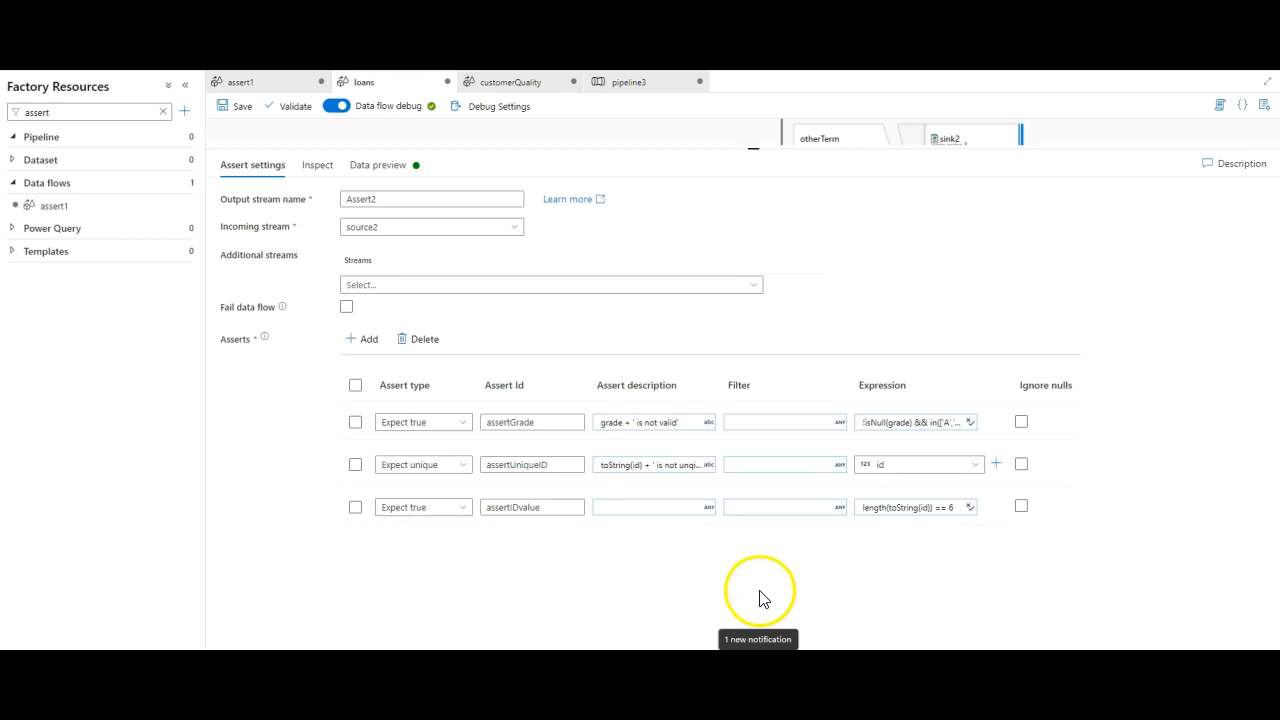 Factory Resources
assert
Pipeline 0
Dataset 0
Data flows 1
assert1
Power Query 0
Templates 0
assert1 loans customerQuality pipeline3
Save Validate Data flow debug Debug Settings
otherTerm sink2
Assert settings Inspect Data preview Description
Output stream name * Assert2 Learn more
Incoming stream * source2
Additional streams Streams
Select...
Fail data flow
Asserts * Add Delete
Assert type Assert Id Assert description Filter Expression Ignore nulls
Expect true assertGrade grade + ' is not valid' abc ANY !isNull(grade) && in(['A','...
Expect unique assertUniqueID toString(id) + ' is not unqi... abc ANY 123 id
Expect true assertIDvalue ANY ANY length(toString(id)) == 6
1 new notification